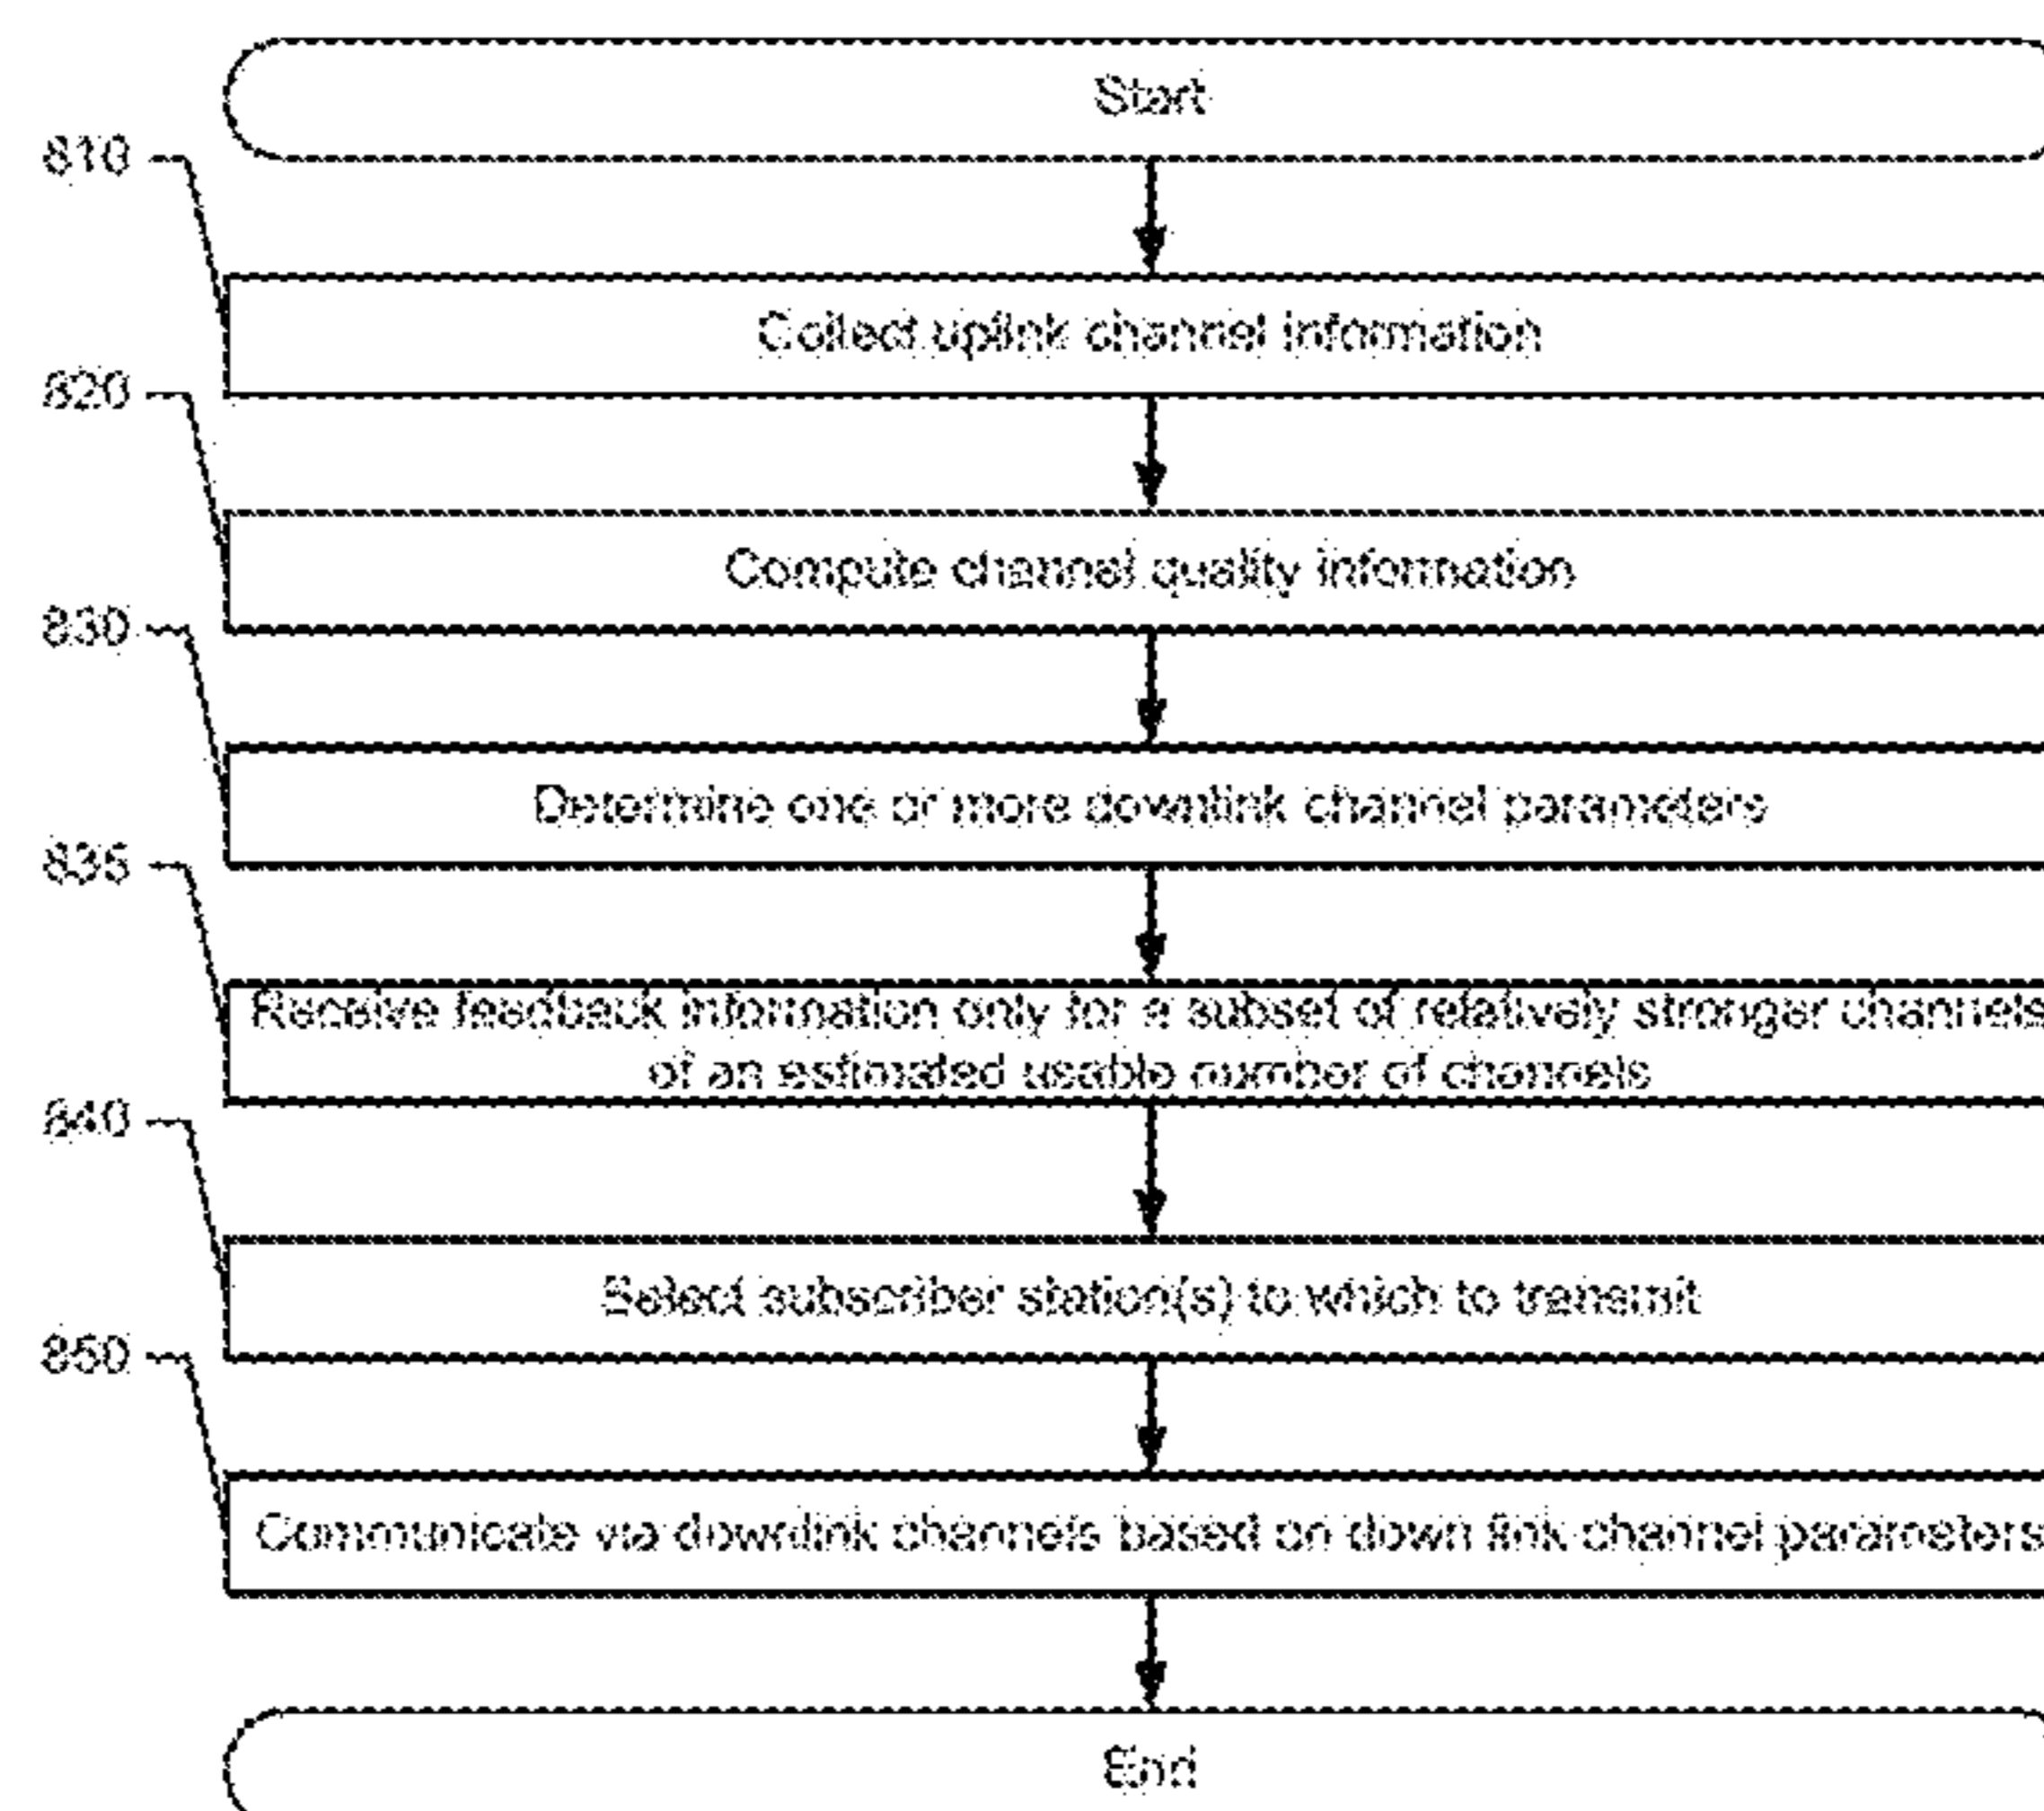 Start
810
Collect uplink channel information
820
Compute channel quality information
830
Determine one or more downlink channel parameters
835
Receive feedback information only for a subset of relatively stronger channels
of an estimated usable number of channels
840
Select subscriber station(s) to which to transmit
850
Communicate via downlink channels based on down link channel parameters
End